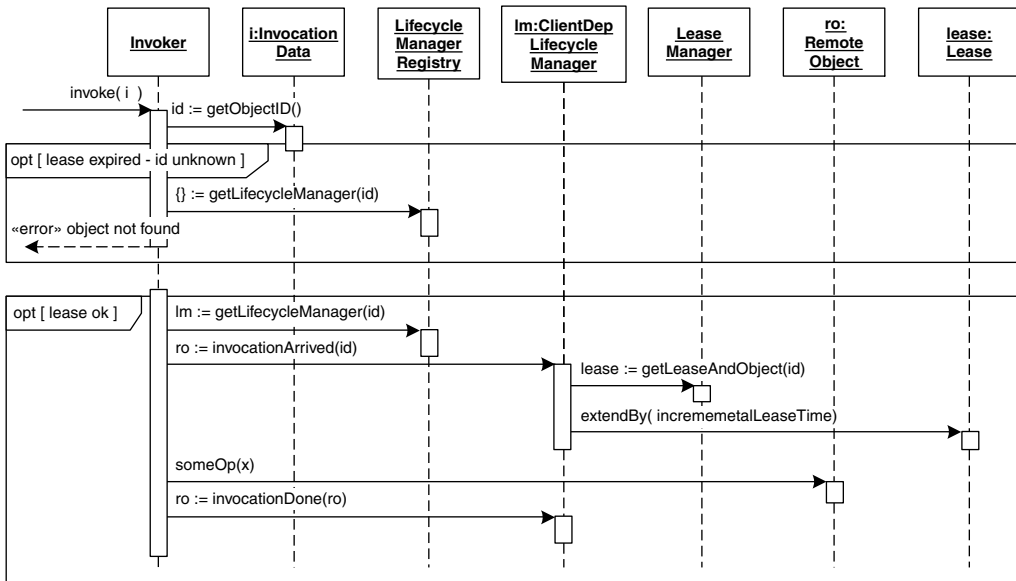 Invoker
i:Invocation
Data
Lifecycle
Manager
Registry
lm:ClientDep
Lifecycle
Manager
Lease
Manager
ro:
Remote
Object
lease:
Lease
invoke( i )
id := getObjectID()
opt [ lease expired - id unknown ]
{} := getLifecycleManager(id)
«error» object not found
opt [ lease ok ]
lm := getLifecycleManager(id)
ro := invocationArrived(id)
lease := getLeaseAndObject(id)
extendBy( incrememetalLeaseTime)
someOp(x)
ro := invocationDone(ro)